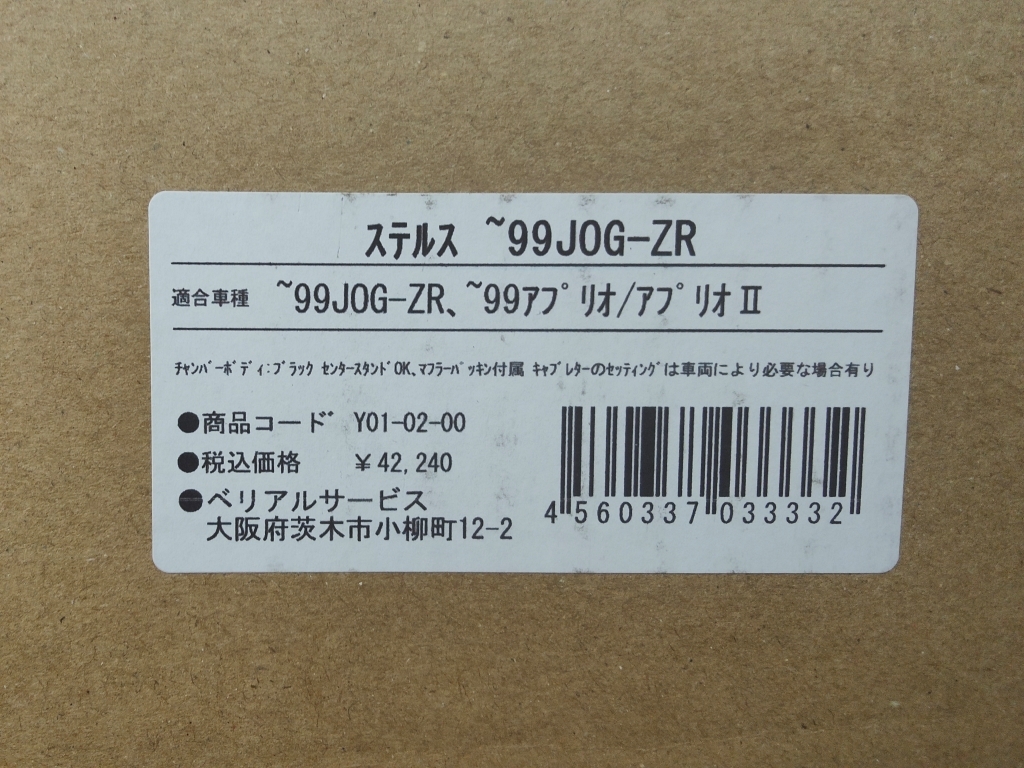 ｽﾃﾙｽ ~99JOG-ZR
適合車種 ~99JOG-ZR、~99ｱﾌﾟﾘｵ/ｱﾌﾟﾘｵⅡ
ﾁｬﾝﾊﾞｰﾎﾞﾃﾞｨ:ﾌﾞﾗｯｸ ｾﾝﾀｰｽﾀﾝﾄﾞOK､ﾏﾌﾗｰﾊﾟｯｷﾝ付属 ｷｬﾌﾞﾚﾀｰのｾｯﾃｨﾝｸﾞは車両により必要な場合有り
●商品コード Y01-02-00
●税込価格 ￥42,240
●ベリアルサービス
大阪府茨木市小柳町12-2
4 560337 033332